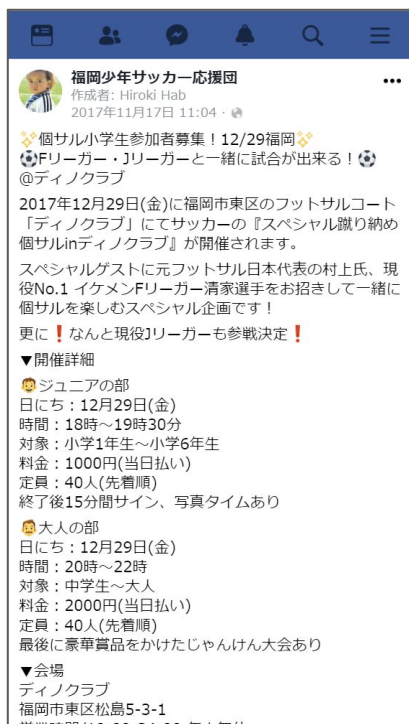 福岡少年サッカー応援団
作成者: Hiroki Hab
2017年11月17日 11:04 ·
✨個サル小学生参加者募集！12/29福岡✨
⚽Fリーガー・Jリーガーと一緒に試合が出来る！⚽
@ディノクラブ
2017年12月29日(金)に福岡市東区のフットサルコート
「ディノクラブ」にてサッカーの『スペシャル蹴り納め
個サルinディノクラブ』が開催されます。
スペシャルゲストに元フットサル日本代表の村上氏、現
役No.1 イケメンFリーガー清家選手をお招きして一緒に
個サルを楽しむスペシャル企画です！
更に❗なんと現役Jリーガーも参戦決定❗
▼開催詳細
👦ジュニアの部
日にち：12月29日(金)
時間：18時〜19時30分
対象：小学1年生〜小学6年生
料金：1000円(当日払い)
定員：40人(先着順)
終了後15分間サイン、写真タイムあり
👨大人の部
日にち：12月29日(金)
時間：20時〜22時
対象：中学生〜大人
料金：2000円(当日払い)
定員：40人(先着順)
最後に豪華賞品をかけたじゃんけん大会あり
▼会場
ディノクラブ
福岡市東区松島5-3-1